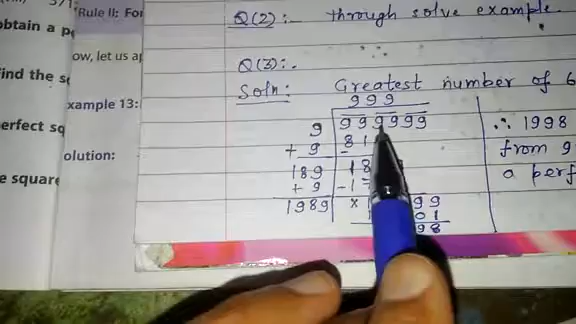 Rule II: For
obtain a pe
ow, let us a
find the s
xample 13:
erfect sq
olution:
e square
Q(2):- through solve example.
Q(3):-
Soln: Greatest number of 6
999
9 999999
+ 9 81
189 18
+ 9 -17
1989 × 99
01
98
∴ 1998
from 9
a perf